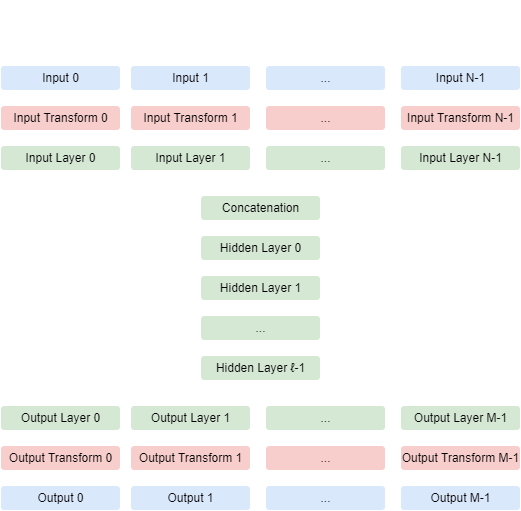 Input 0 Input 1 ... Input N-1
Input Transform 0 Input Transform 1 ... Input Transform N-1
Input Layer 0 Input Layer 1 ... Input Layer N-1
Concatenation
Hidden Layer 0
Hidden Layer 1
...
Hidden Layer ℓ-1
Output Layer 0 Output Layer 1 ... Output Layer M-1
Output Transform 0 Output Transform 1 ... Output Transform M-1
Output 0 Output 1 ... Output M-1